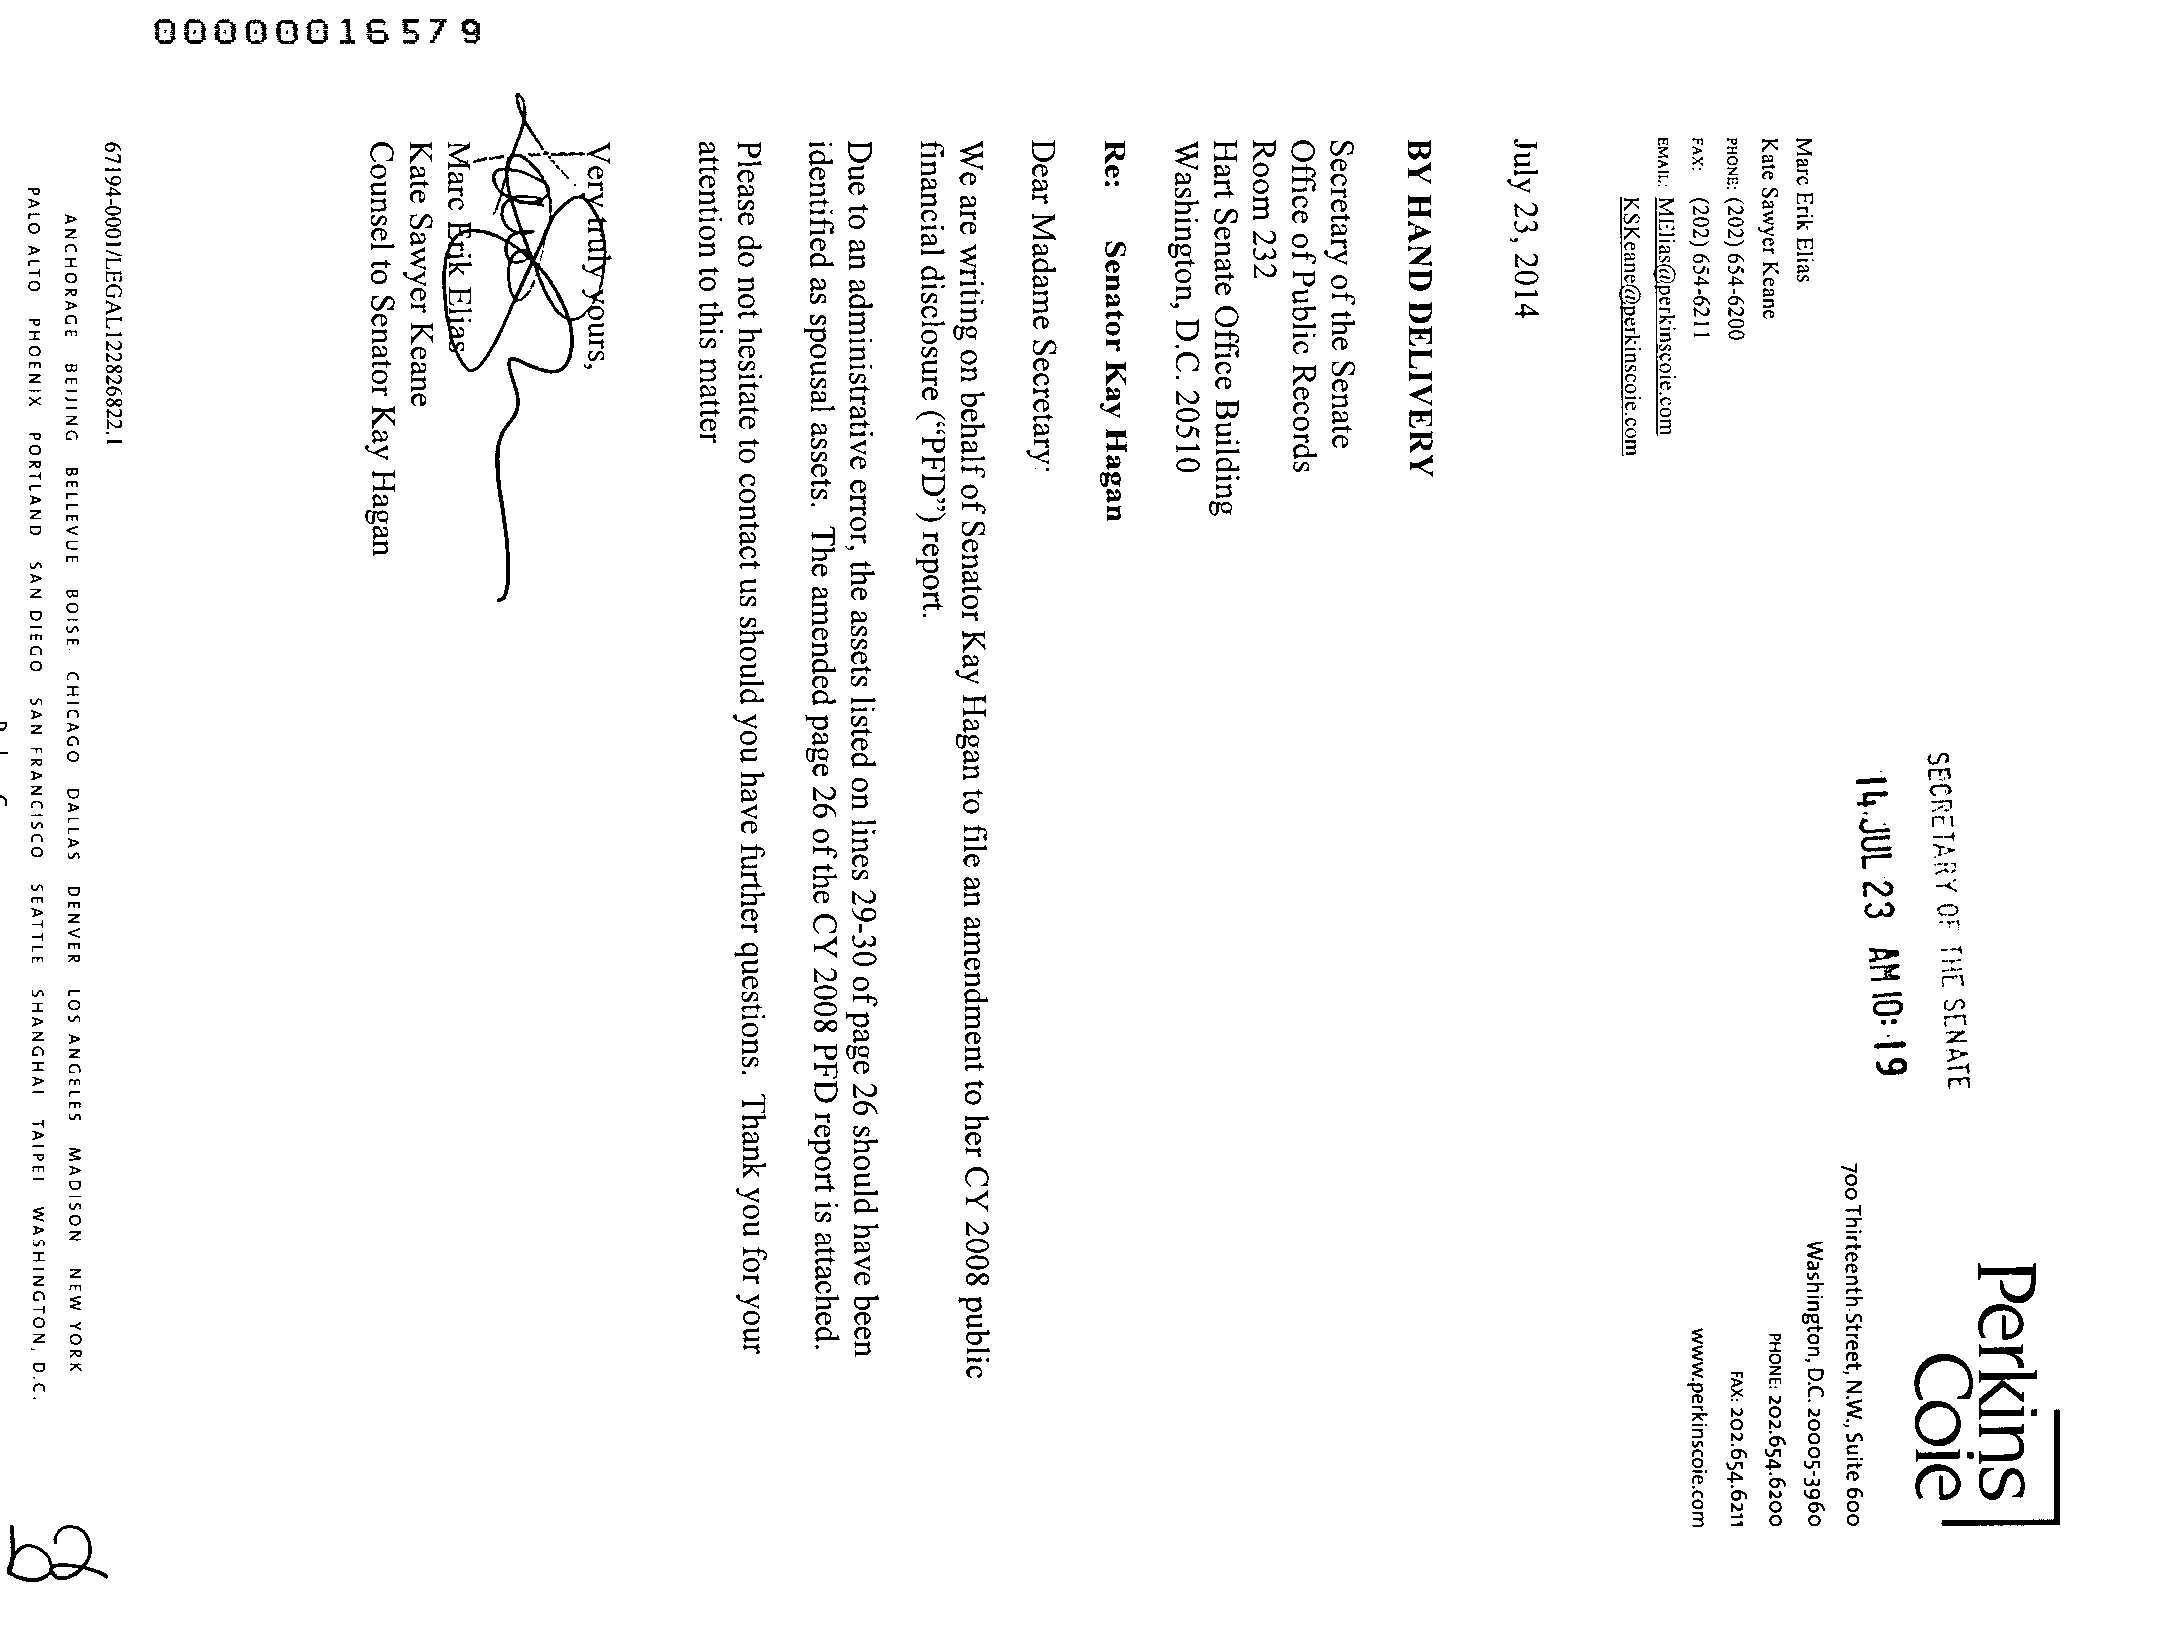 00000016579
SECRETARY OF THE SENATE
14 JUL 23 AM 10:19
Perkins
Coie
700 Thirteenth Street, N.W., Suite 600
Washington, D.C. 20005-3960
PHONE: 202.654.6200
FAX: 202.654.6211
www.perkinscoie.com
Marc Erik Elias
Kate Sawyer Keane
PHONE: (202) 654-6200
FAX: (202) 654-6211
EMAIL: MElias@perkinscoie.com
KSKeane@perkinscoie.com
July 23, 2014
BY HAND DELIVERY
Secretary of the Senate
Office of Public Records
Room 232
Hart Senate Office Building
Washington, D.C. 20510
Re: Senator Kay Hagan
Dear Madame Secretary:
We are writing on behalf of Senator Kay Hagan to file an amendment to her CY 2008 public
financial disclosure (“PFD”) report.
Due to an administrative error, the assets listed on lines 29-30 of page 26 should have been
identified as spousal assets. The amended page 26 of the CY 2008 PFD report is attached.
Please do not hesitate to contact us should you have further questions. Thank you for your
attention to this matter
Very truly yours,
Marc Erik Elias
Kate Sawyer Keane
Counsel to Senator Kay Hagan
67194-0001/LEGAL122826822.1
ANCHORAGE BEIJING BELLEVUE BOISE CHICAGO DALLAS DENVER LOS ANGELES MADISON NEW YORK
PALO ALTO PHOENIX PORTLAND SAN DIEGO SAN FRANCISCO SEATTLE SHANGHAI TAIPEI WASHINGTON, D.C.